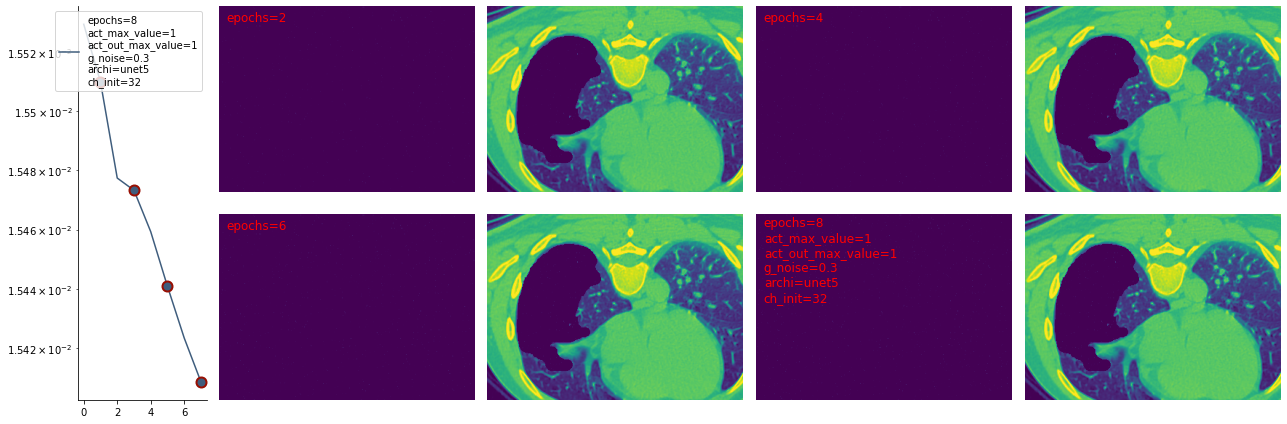 epochs=8
act_max_value=1
act_out_max_value=1
g_noise=0.3
archi=unet5
ch_init=32
1.552 × 10⁻²
1.55 × 10⁻²
1.548 × 10⁻²
1.546 × 10⁻²
1.544 × 10⁻²
1.542 × 10⁻²
0 2 4 6
epochs=2
epochs=4
epochs=6
epochs=8
act_max_value=1
act_out_max_value=1
g_noise=0.3
archi=unet5
ch_init=32